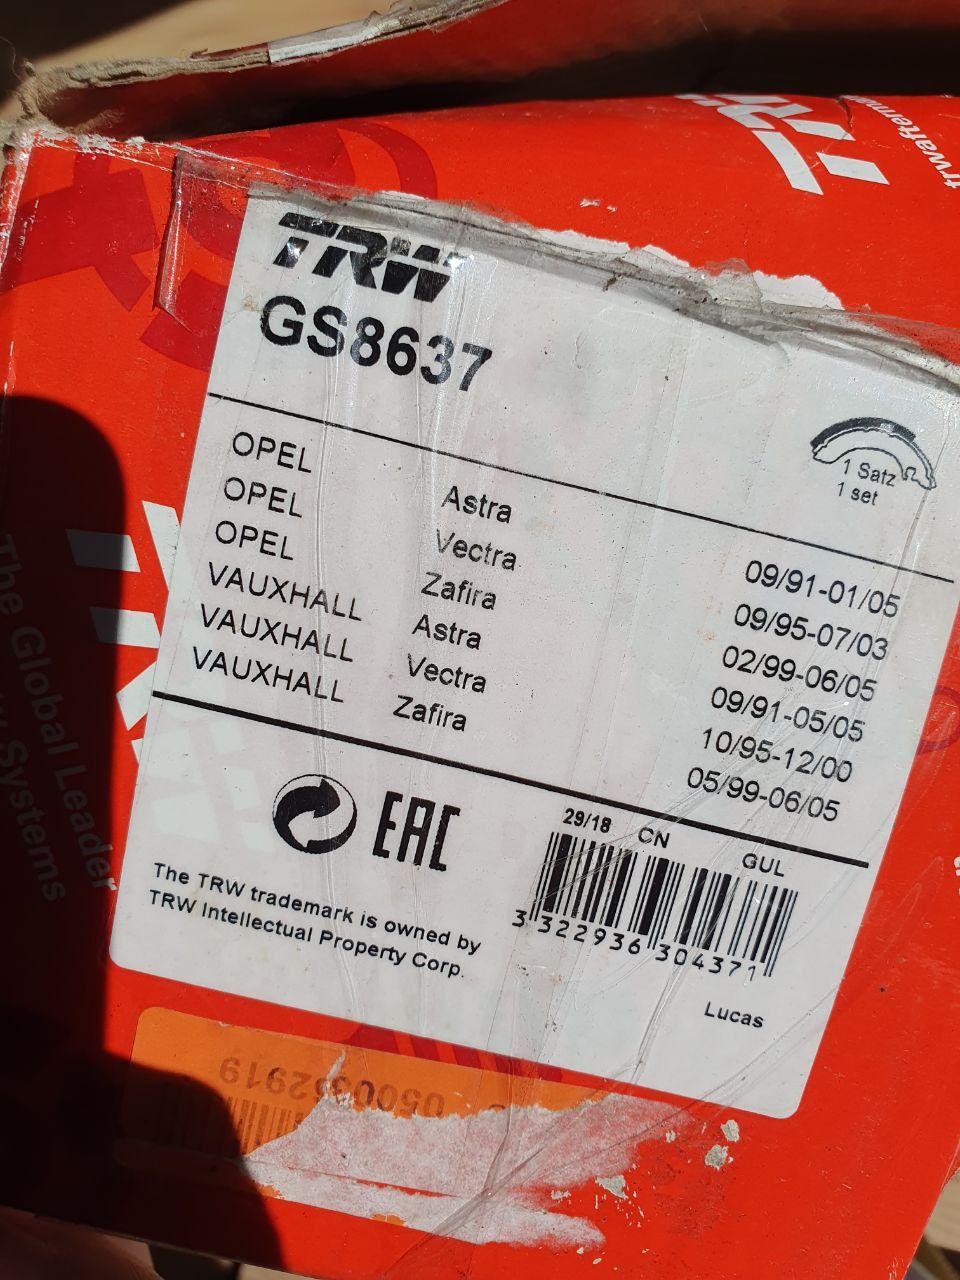 trwafterm
TRW
GS8637
1 Satz
1 set
OPEL Astra 09/91-01/05
OPEL Vectra 09/95-07/03
OPEL Zafira 02/99-06/05
VAUXHALL Astra 09/91-05/05
VAUXHALL Vectra 10/95-12/00
VAUXHALL Zafira 05/99-06/05
EAC
29/18 CN GUL
3 322936 304371
The TRW trademark is owned by
TRW Intellectual Property Corp.
Lucas
The Global Leader
Systems